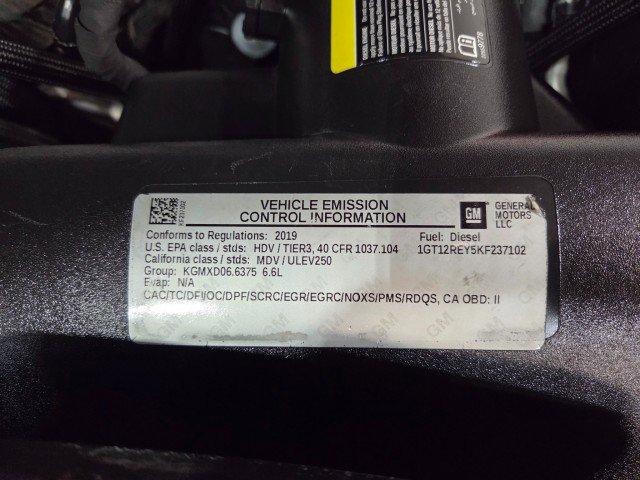 VEHICLE EMISSION
CONTROL INFORMATION
GM
GENERAL
MOTORS
LLC
Conforms to Regulations: 2019
Fuel: Diesel
U.S. EPA class / stds: HDV / TIER3, 40 CFR 1037.104
1GT12REY5KF237102
California class / stds: MDV / ULEV250
Group: KGMXD06.6375 6.6L
Evap: N/A
CAC/TC/DFI/OC/DPF/SCRC/EGR/EGRC/NOXS/PMS/RDQS, CA OBD: II